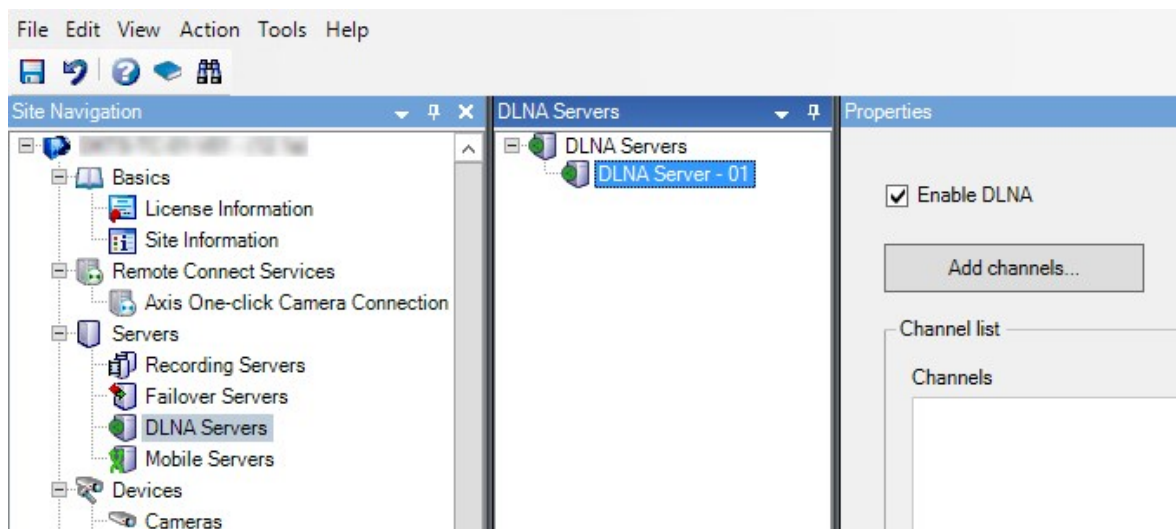 File Edit View Action Tools Help
Site Navigation
Basics
License Information
Site Information
Remote Connect Services
Axis One-click Camera Connection
Servers
Recording Servers
Failover Servers
DLNA Servers
Mobile Servers
Devices
Cameras
DLNA Servers
DLNA Servers
DLNA Server - 01
Properties
Enable DLNA
Add channels...
Channel list
Channels